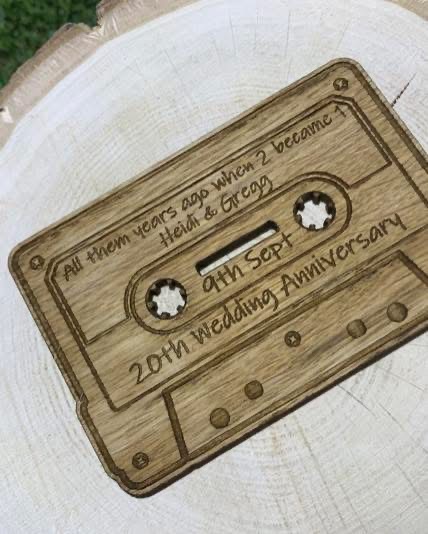 All them years ago when 2 became 1
Heidi & Gregg
9th Sept
20th Wedding Anniversary